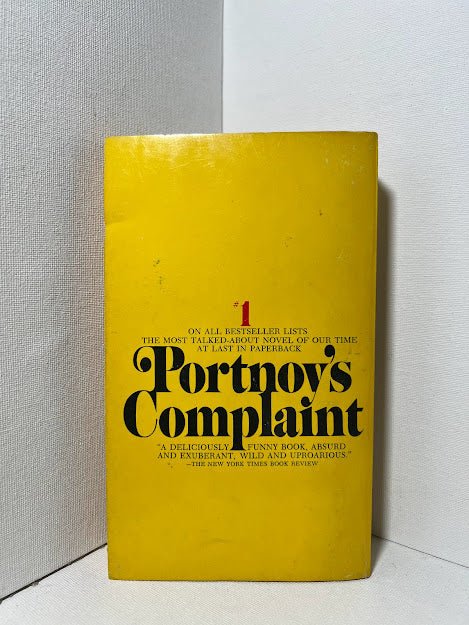 #1
ON ALL BESTSELLER LISTS
THE MOST TALKED-ABOUT NOVEL OF OUR TIME
AT LAST IN PAPERBACK
Portnoy's
Complaint
"A DELICIOUSLY FUNNY BOOK, ABSURD
AND EXUBERANT, WILD AND UPROARIOUS."
—THE NEW YORK TIMES BOOK REVIEW